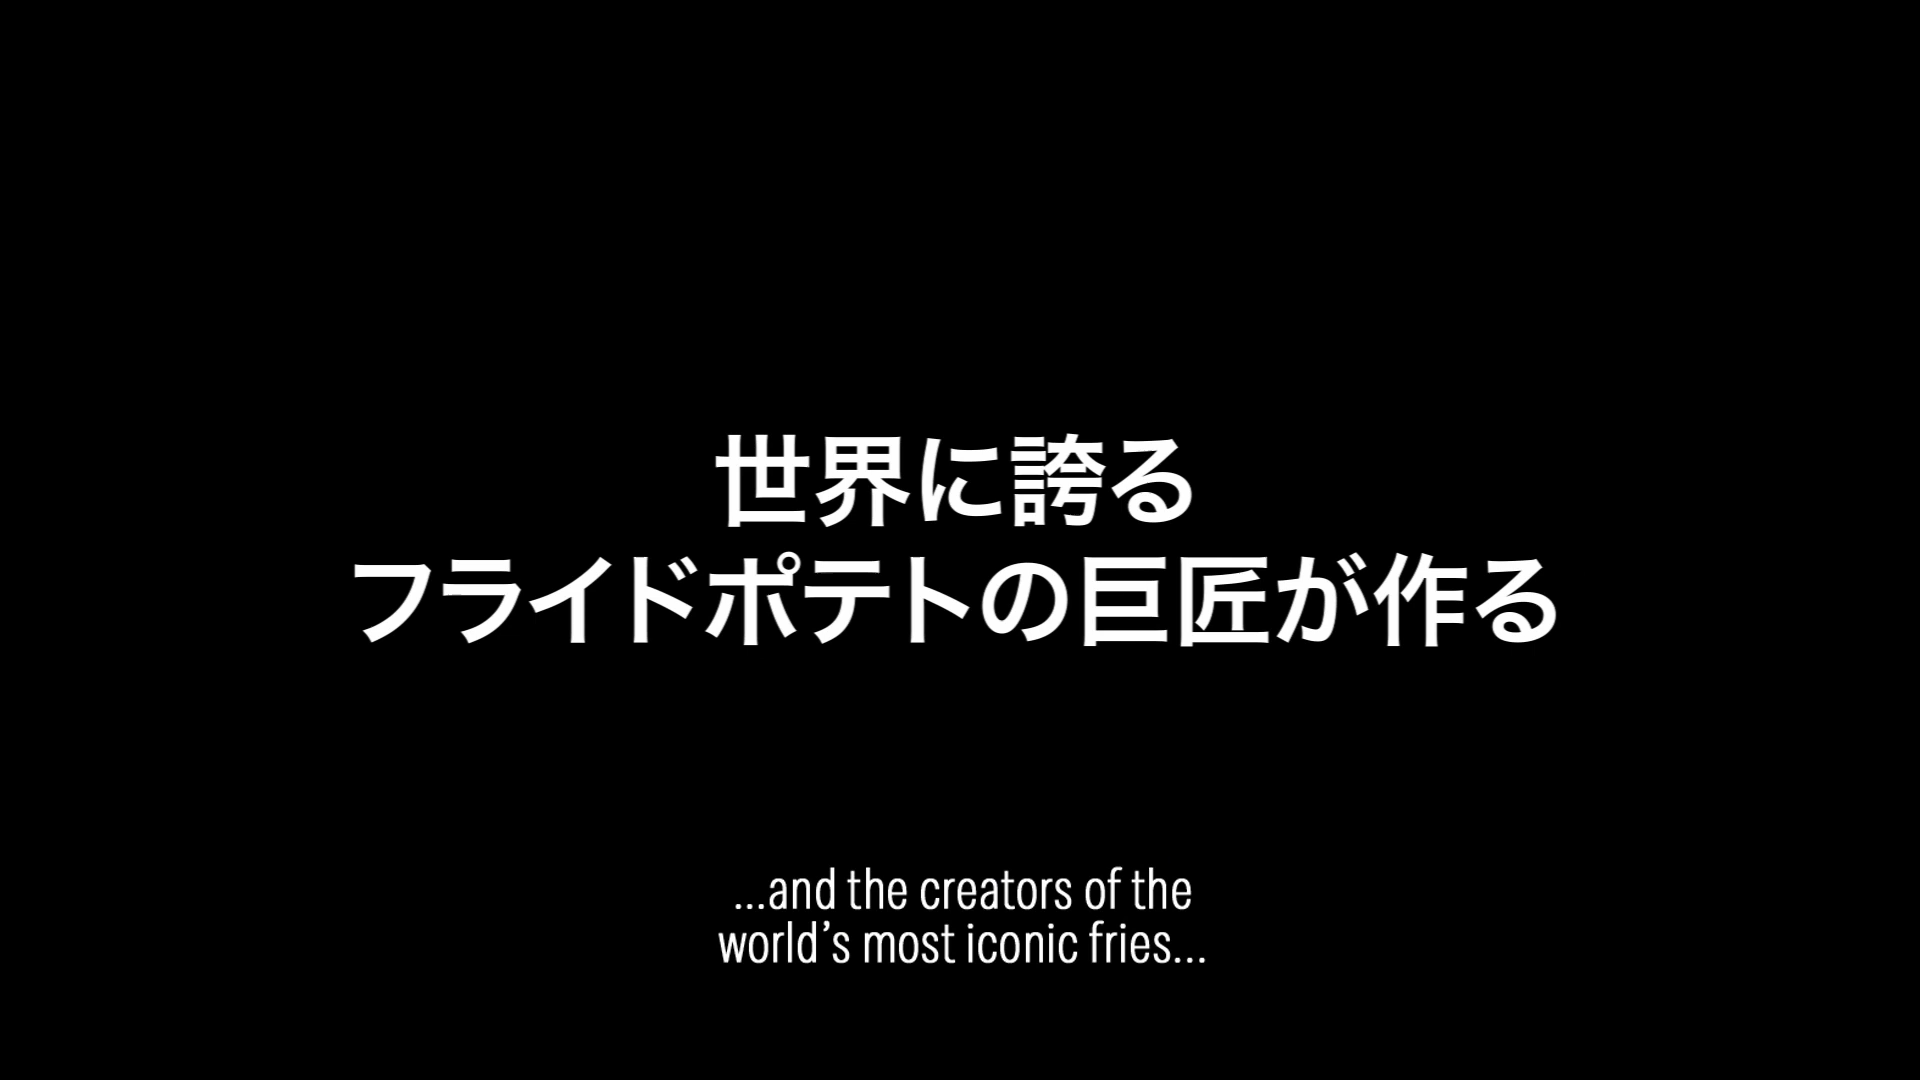 世界に誇る
フライドポテトの巨匠が作る
...and the creators of the
world’s most iconic fries...